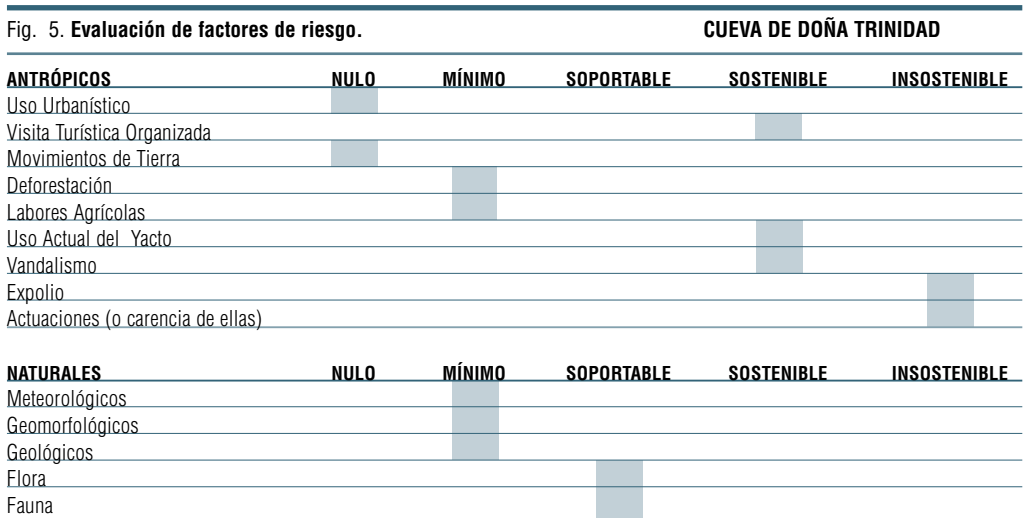 Fig. 5. Evaluación de factores de riesgo. CUEVA DE DOÑA TRINIDAD
ANTRÓPICOS NULO MÍNIMO SOPORTABLE SOSTENIBLE INSOSTENIBLE
Uso Urbanístico
Visita Turística Organizada
Movimientos de Tierra
Deforestación
Labores Agrícolas
Uso Actual del Yacto
Vandalismo
Expolio
Actuaciones (o carencia de ellas)
NATURALES NULO MÍNIMO SOPORTABLE SOSTENIBLE INSOSTENIBLE
Meteorológicos
Geomorfológicos
Geológicos
Flora
Fauna